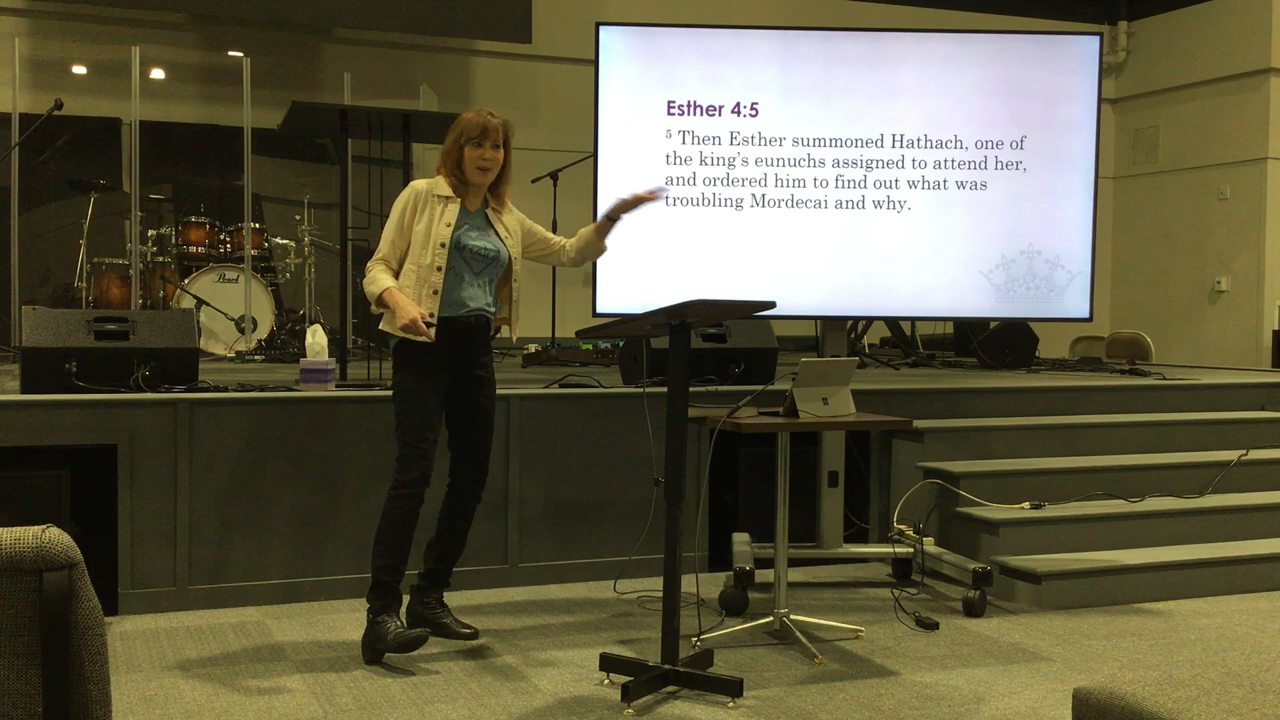 Esther 4:5
5 Then Esther summoned Hathach, one of
the king's eunuchs assigned to attend her,
and ordered him to find out what was
troubling Mordecai and why.
Pearl